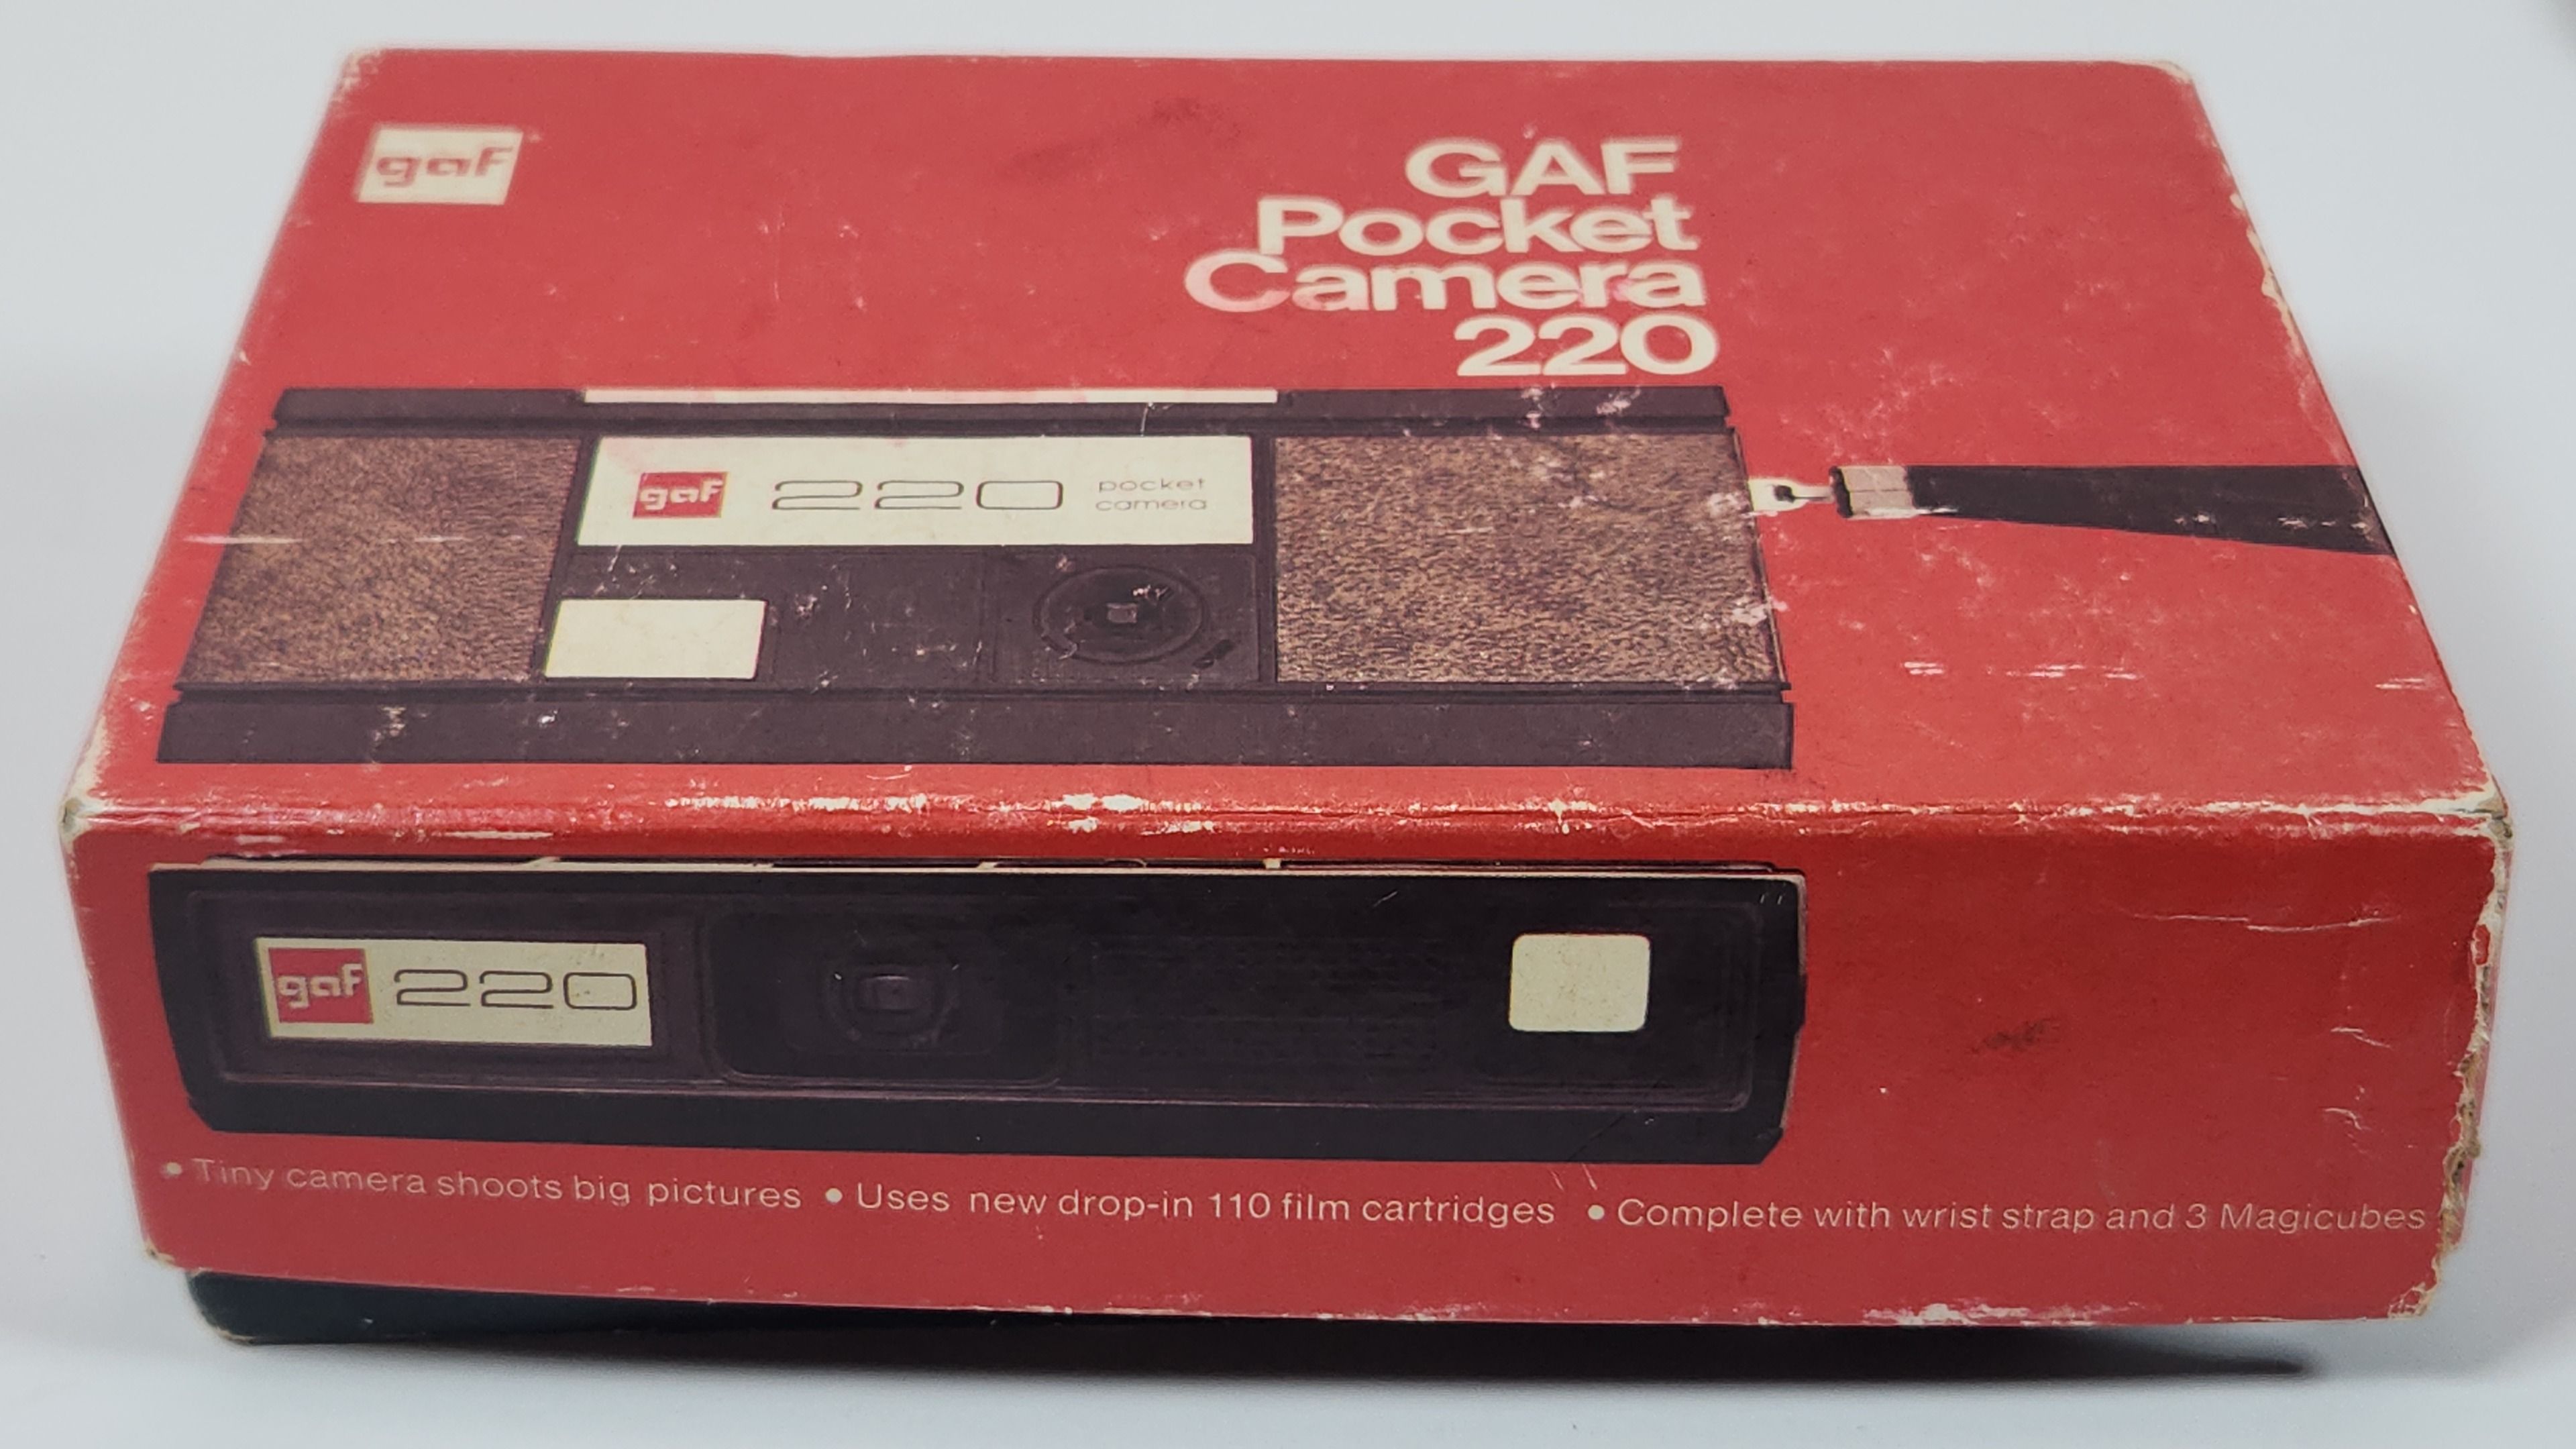 gaf
GAF
Pocket
Camera
220
gaf 220 pocket
camera
gaf 220
• Tiny camera shoots big pictures • Uses new drop-in 110 film cartridges • Complete with wrist strap and 3 Magicubes